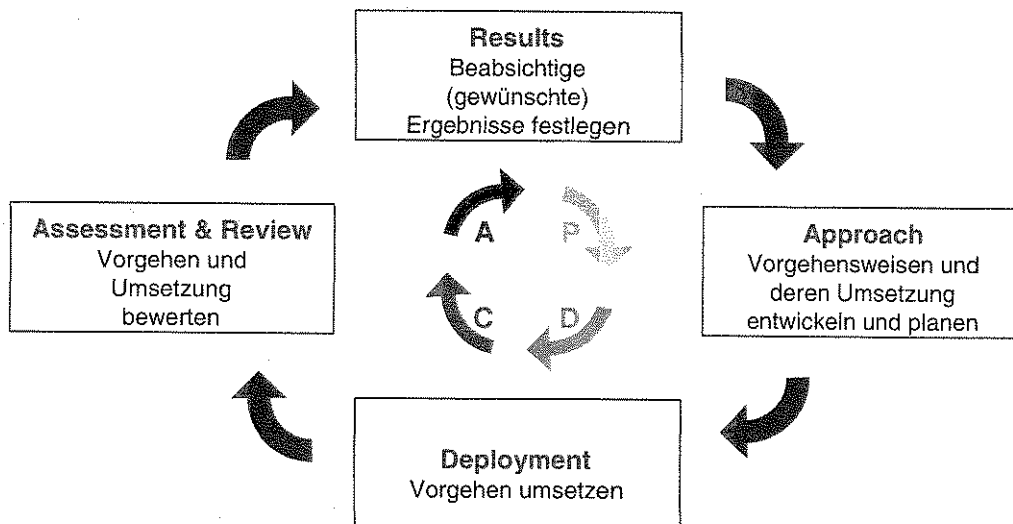 Results
Beabsichtige
(gewünschte)
Ergebnisse festlegen
Assessment & Review
Vorgehen und
Umsetzung
bewerten
A
P
C
D
Approach
Vorgehensweisen und
deren Umsetzung
entwickeln und planen
Deployment
Vorgehen umsetzen